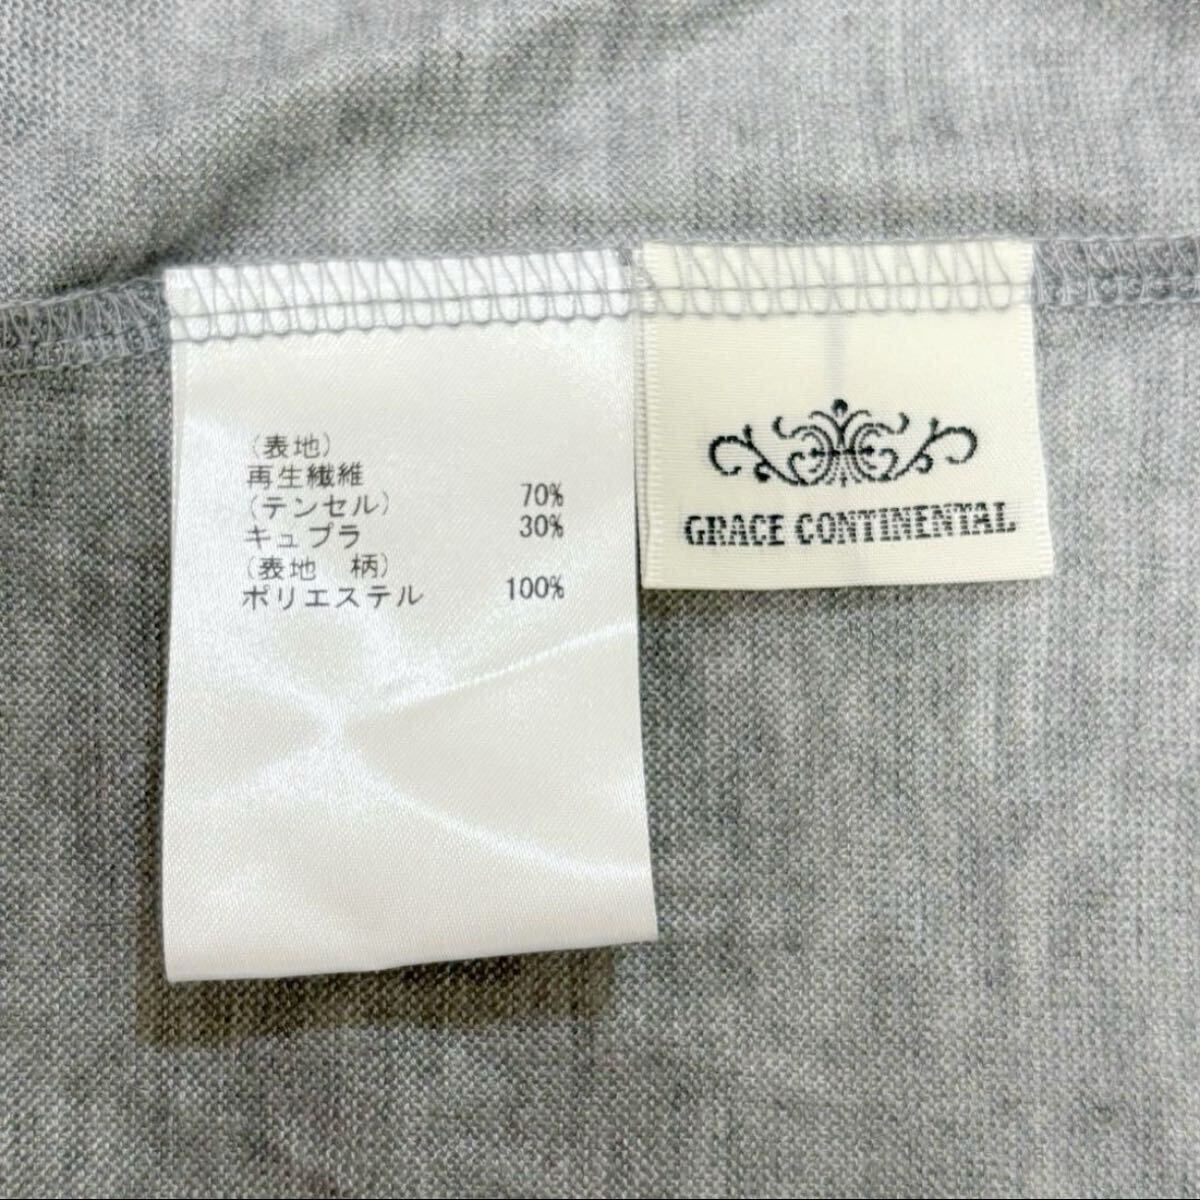 (表地)
再生繊維
(テンセル) 70%
キュプラ 30%
(表地 柄)
ポリエステル 100%
GRACE CONTINENTAL